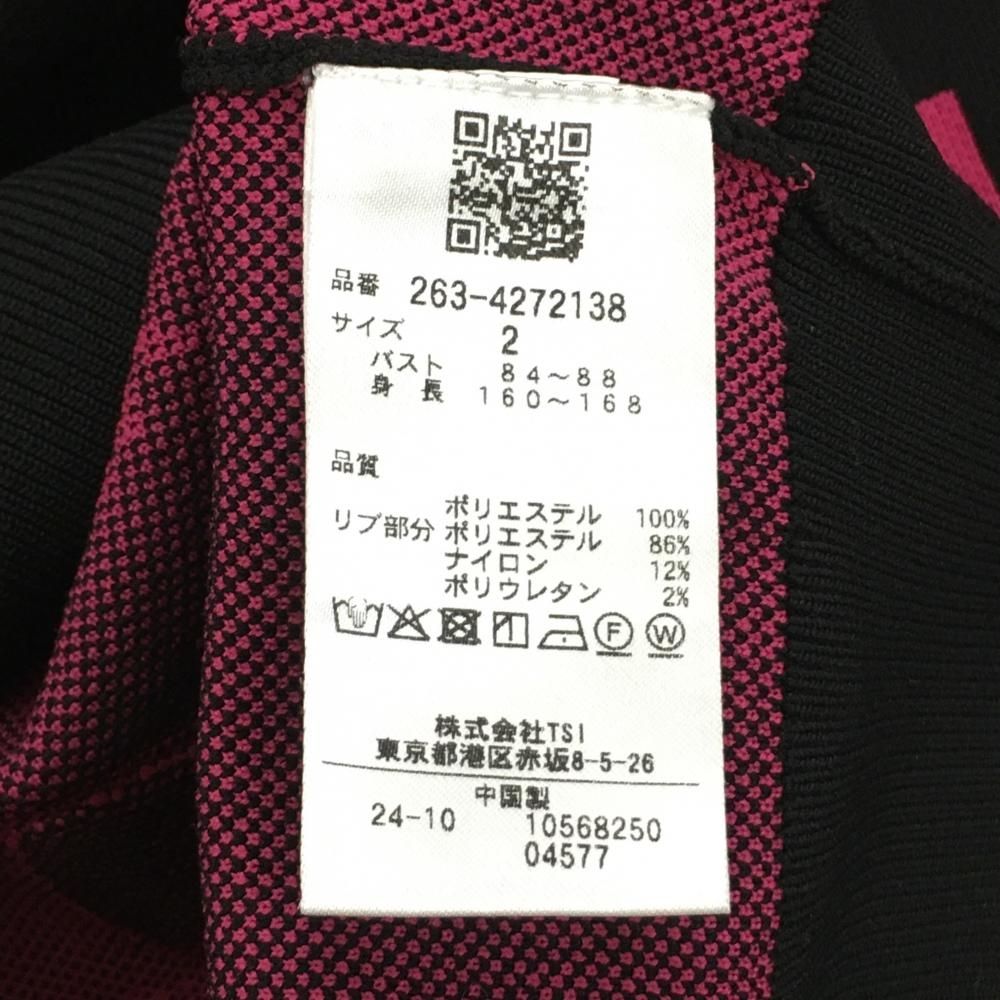 品番 263-4272138
サイズ 2
バスト 84～88
身長 160～168
品質
ポリエステル 100%
リブ部分 ポリエステル 86%
ナイロン 12%
ポリウレタン 2%
F W
株式会社TSI
東京都港区赤坂8-5-26
中国製
24-10 10568250
04577